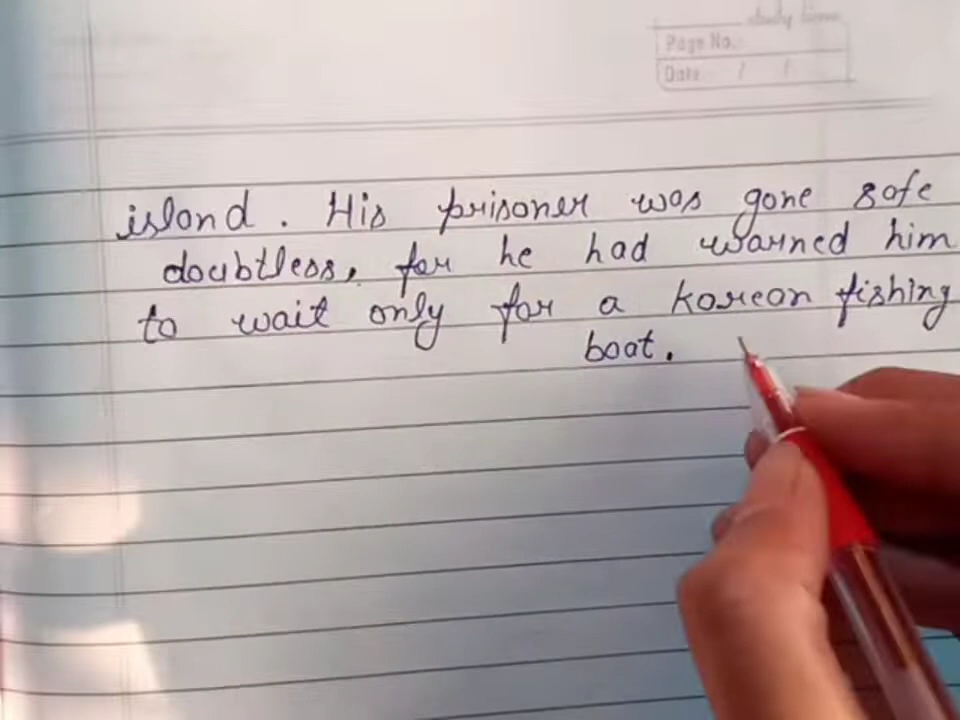 Page No.
Date / /
island. His prisoner was gone safe
doubtless, for he had warned him
to wait only for a korean fishing
boat.